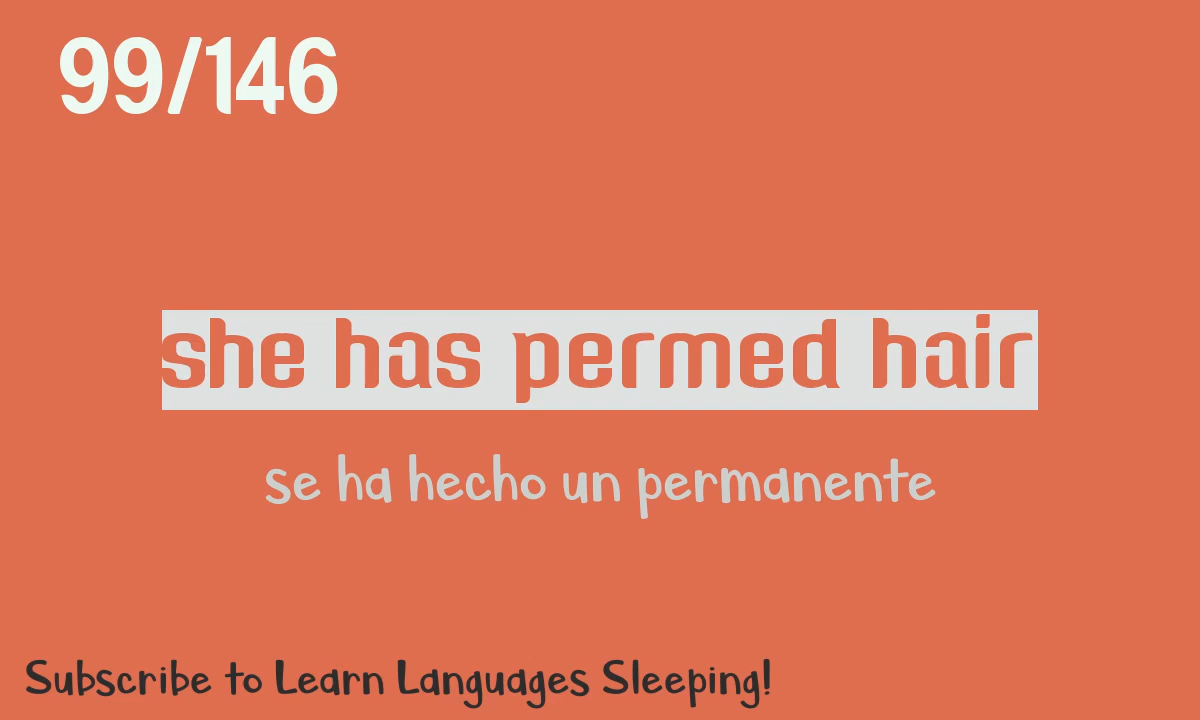 99/146
she has permed hair
se ha hecho un permanente
Subscribe to Learn Languages Sleeping!